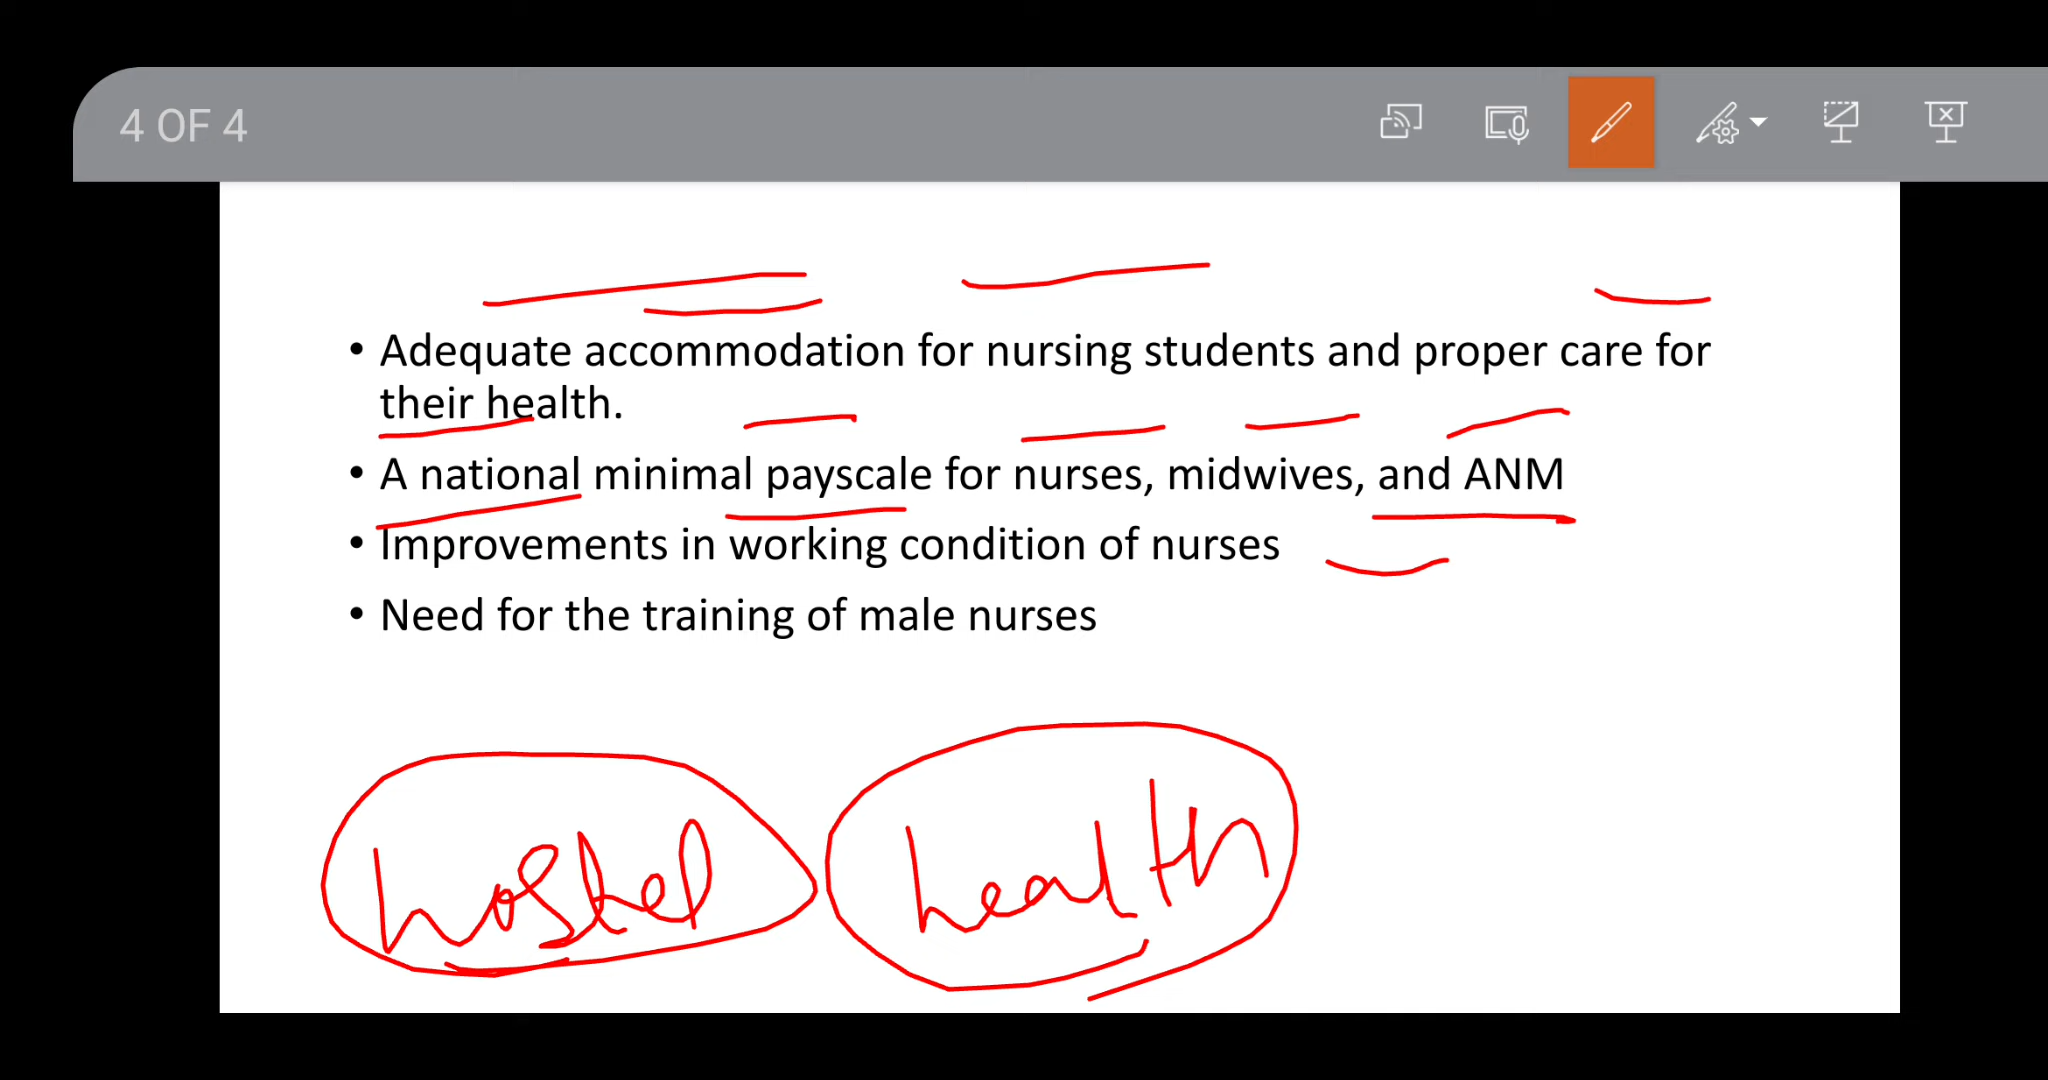 4 OF 4
• Adequate accommodation for nursing students and proper care for
their health.
• A national minimal payscale for nurses, midwives, and ANM
• Improvements in working condition of nurses
• Need for the training of male nurses
hostel health